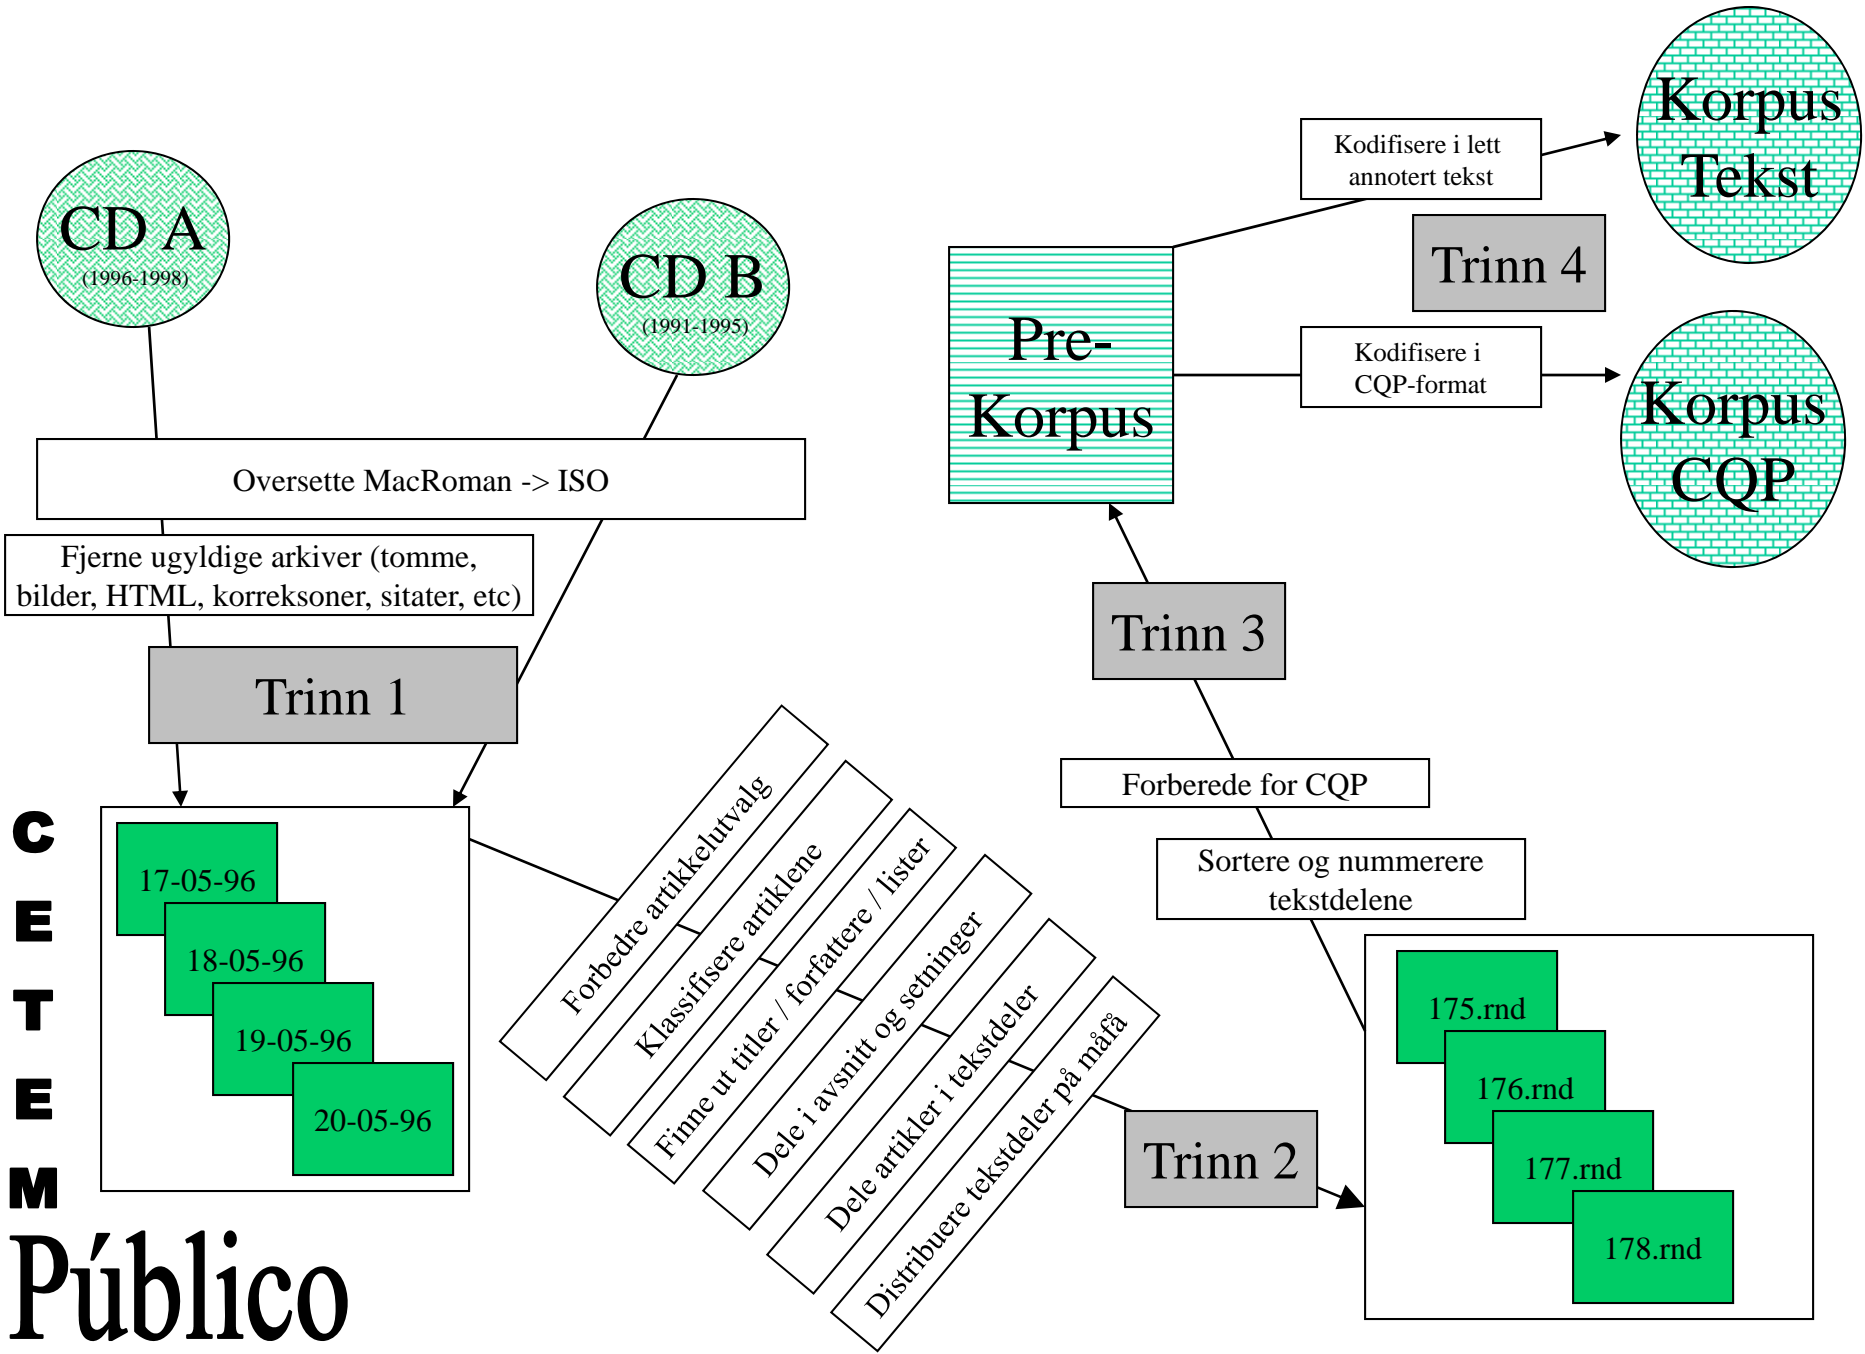 CD A
(1996-1998)
CD B
(1991-1995)
Oversette MacRoman -> ISO
Fjerne ugyldige arkiver (tomme,
bilder, HTML, korreksoner, sitater, etc)
Trinn 1
17-05-96
18-05-96
19-05-96
20-05-96
Forbedre artikkelutvalg
Klassifisere artiklene
Finne ut titler / forfattere / lister
Dele i avsnitt og setninger
Dele artikler i tekstdeler
Distribuere tekstdeler på måfå
Trinn 2
175.rnd
176.rnd
177.rnd
178.rnd
Sortere og nummerere
tekstdelene
Forberede for CQP
Trinn 3
Pre-
Korpus
Kodifisere i lett
annotert tekst
Trinn 4
Kodifisere i
CQP-format
Korpus
Tekst
Korpus
CQP
C
E
T
E
M
Público